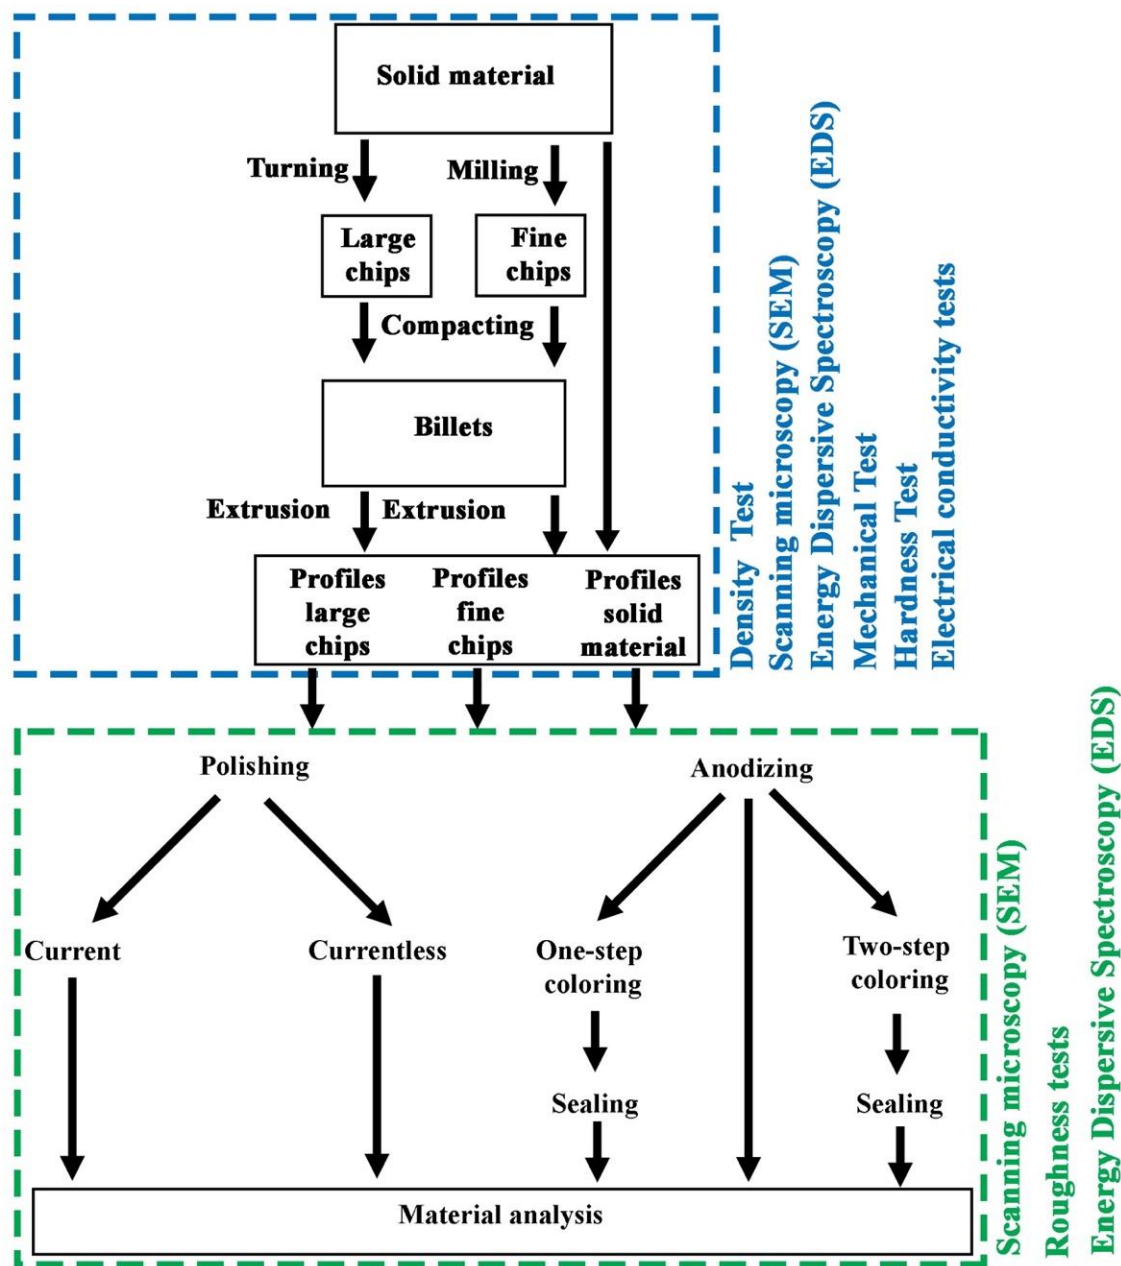 Solid material
Turning
Milling
Large
chips
Fine
chips
Compacting
Billets
Extrusion
Extrusion
Profiles
large
chips
Profiles
fine
chips
Profiles
solid
material
Density Test
Scanning microscopy (SEM)
Energy Dispersive Spectroscopy (EDS)
Mechanical Test
Hardness Test
Electrical conductivity tests
Polishing
Anodizing
Current
Currentless
One-step
coloring
Two-step
coloring
Sealing
Sealing
Material analysis
Scanning microscopy (SEM)
Roughness tests
Energy Dispersive Spectroscopy (EDS)